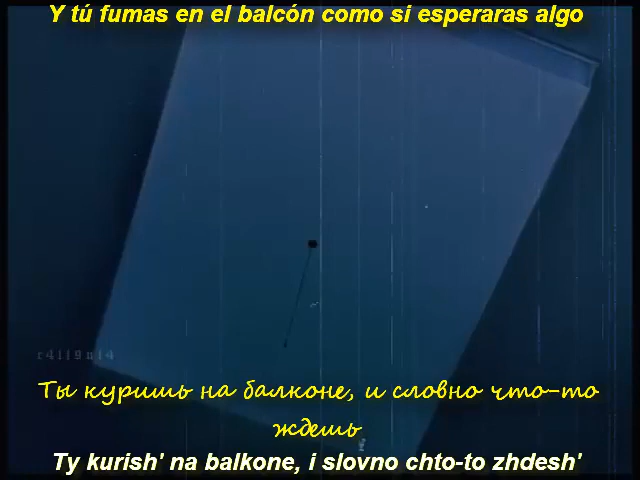 Y tú fumas en el balcón como si esperaras algo
Ты куришь на балконе, и словно что-то
ждешь
Ty kurish' na balkone, i slovno chto-to zhdesh'